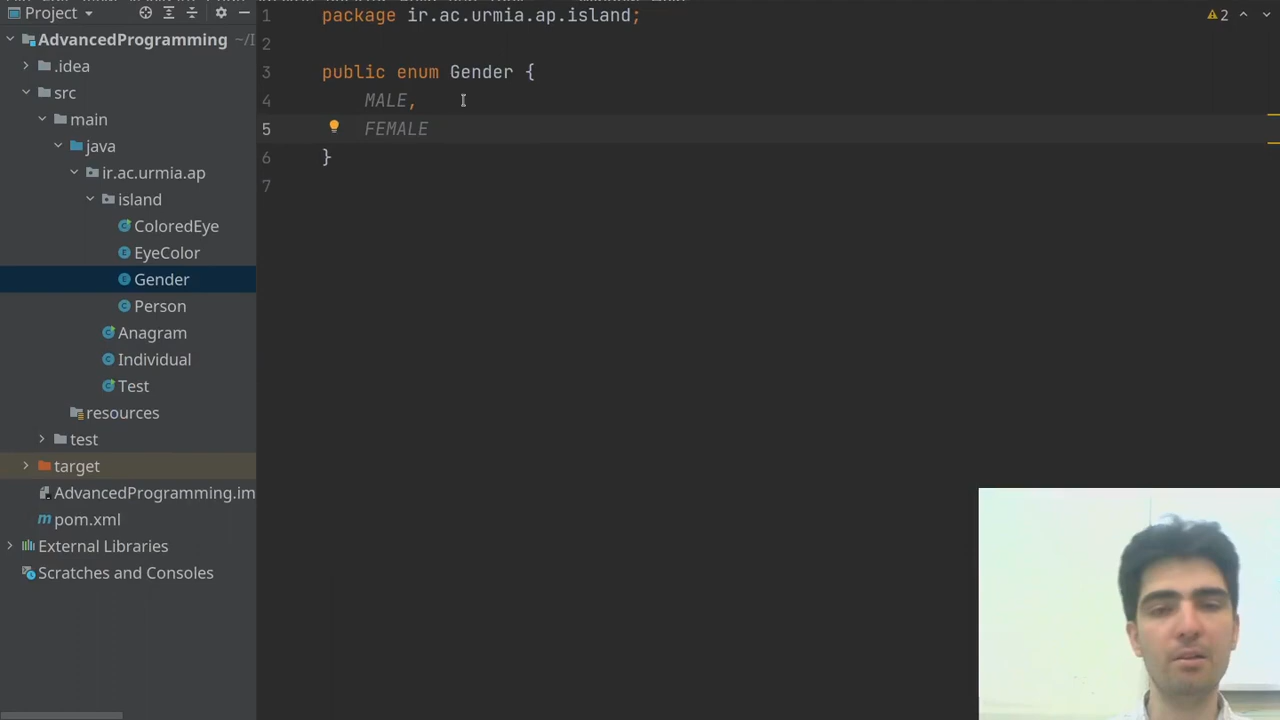 Project
AdvancedProgramming ~/I
.idea
src
main
java
ir.ac.urmia.ap
island
ColoredEye
EyeColor
Gender
Person
Anagram
Individual
Test
resources
test
target
AdvancedProgramming.im
pom.xml
External Libraries
Scratches and Consoles
1 package ir.ac.urmia.ap.island;
2
3 public enum Gender {
4 MALE,
5 FEMALE
6 }
7
2